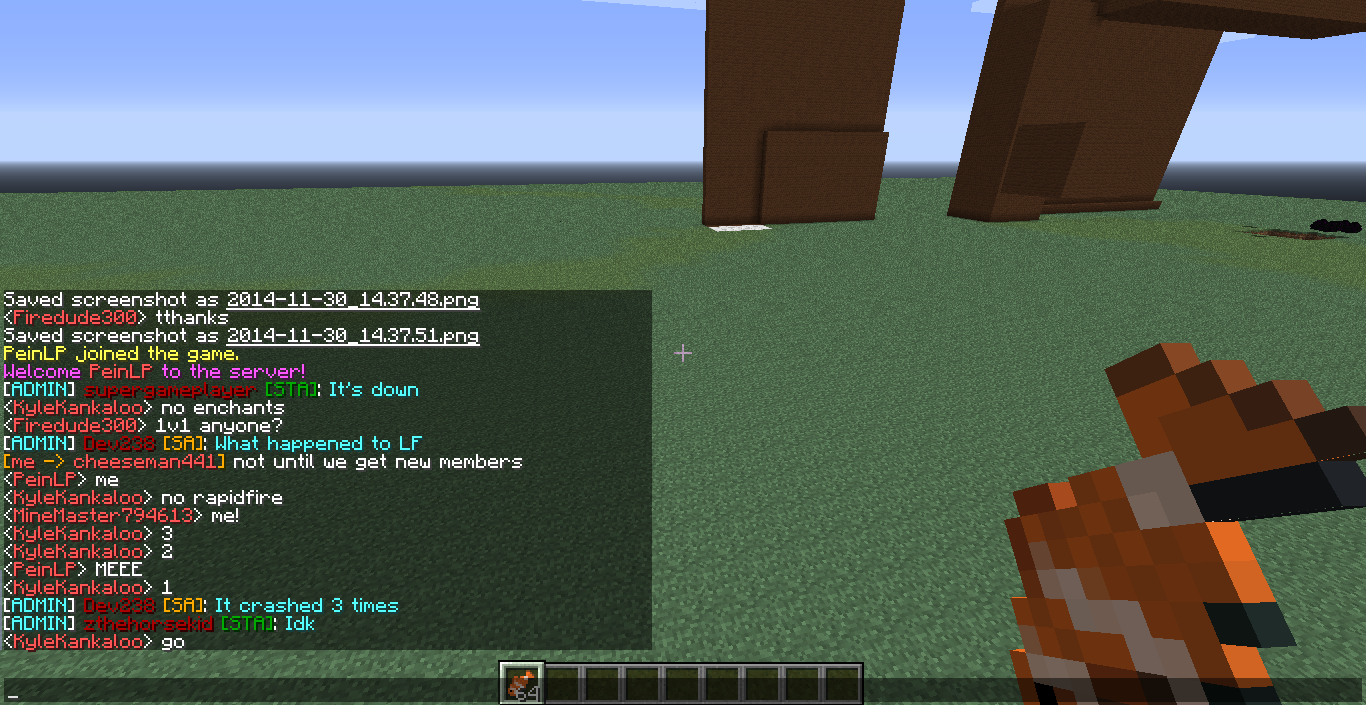 Saved screenshot as 2014-11-30_14.37.48.png
<Firedude300> tthanks
Saved screenshot as 2014-11-30_14.37.51.png
PeinLP joined the game.
Welcome PeinLP to the server!
[ADMIN] supergameplayer [STA]: It's down
<KyleKankaloo> no enchants
<Firedude300> 1v1 anyone?
[ADMIN] Dev238 [SA]: What happened to LF
[me -> cheeseman441] not until we get new members
<PeinLP> me
<KyleKankaloo> no rapidfire
<MineMaster794613> me!
<KyleKankaloo> 3
<KyleKankaloo> 2
<PeinLP> MEEE
<KyleKankaloo> 1
[ADMIN] Dev238 [SA]: It crashed 3 times
[ADMIN] zthehorsekid [STA]: Idk
<KyleKankaloo> go
64
_